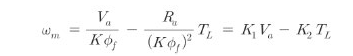 ω_m = V_a / Kφ_f − R_a / (Kφ_f)² T_L = K_1 V_a − K_2 T_L